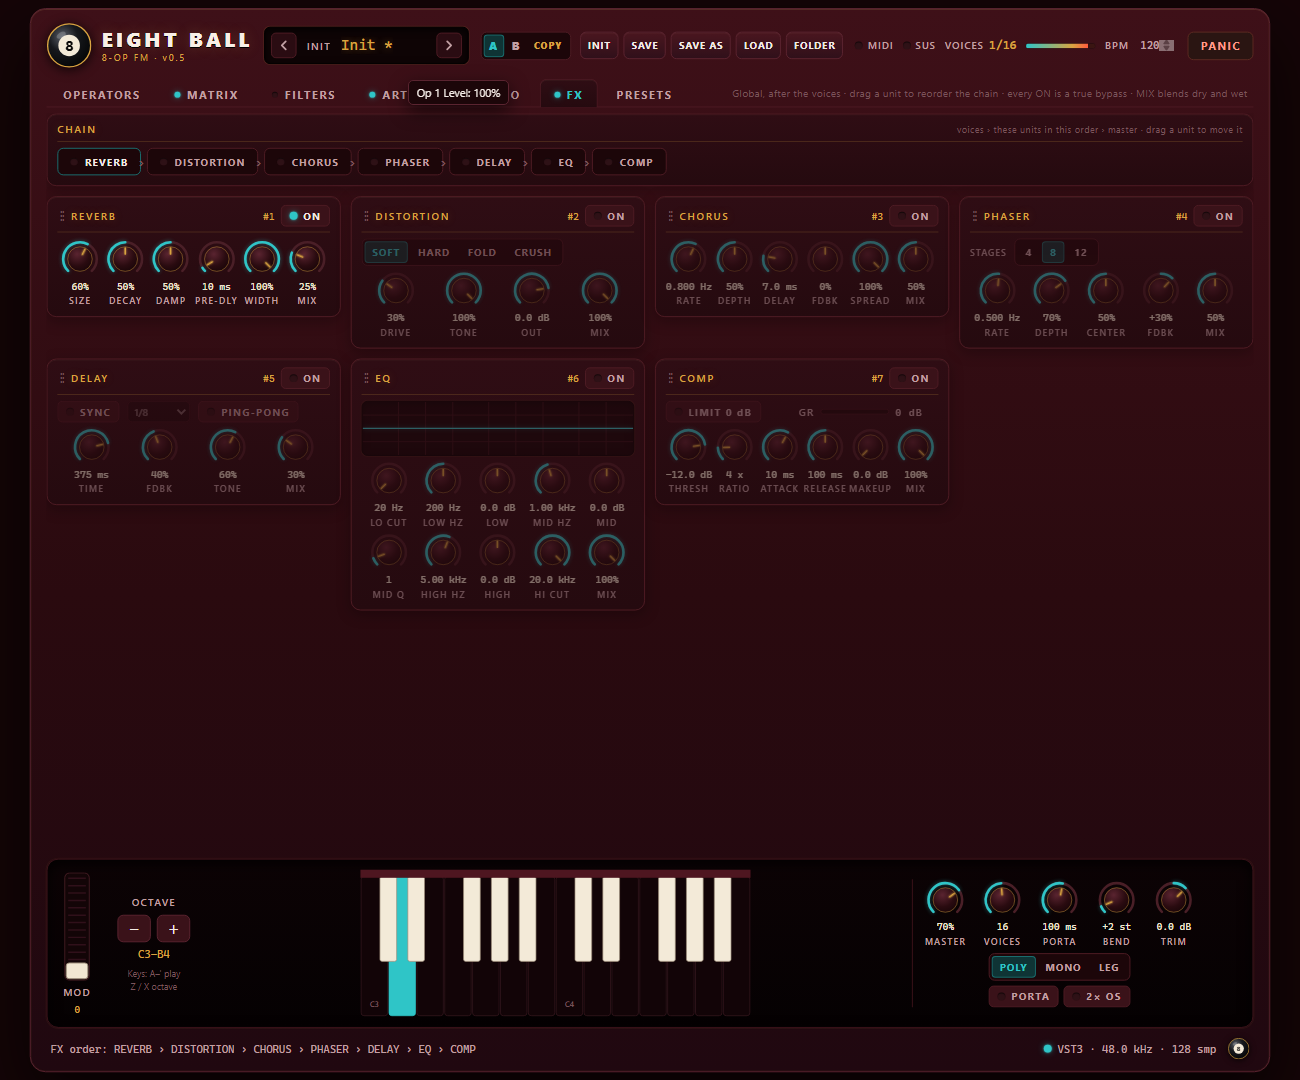 8
EIGHT BALL
8-OP FM · v0.5
INIT Init *
A B COPY
INIT SAVE SAVE AS LOAD FOLDER
MIDI SUS VOICES 1/16 BPM 120 PANIC
OPERATORS MATRIX FILTERS ART O FX PRESETS
Op 1 Level: 100%
Global, after the voices · drag a unit to reorder the chain · every ON is a true bypass · MIX blends dry and wet
CHAIN
voices › these units in this order › master · drag a unit to move it
REVERB › DISTORTION › CHORUS › PHASER › DELAY › EQ › COMP
REVERB #1 ON
60% 50% 50% 10 ms 100% 25%
SIZE DECAY DAMP PRE-DLY WIDTH MIX
DISTORTION #2 ON
SOFT HARD FOLD CRUSH
30% 100% 0.0 dB 100%
DRIVE TONE OUT MIX
CHORUS #3 ON
0.800 Hz 50% 7.0 ms 0% 100% 50%
RATE DEPTH DELAY FDBK SPREAD MIX
PHASER #4 ON
STAGES 4 8 12
0.500 Hz 70% 50% +30% 50%
RATE DEPTH CENTER FDBK MIX
DELAY #5 ON
SYNC 1/8 PING-PONG
375 ms 40% 60% 30%
TIME FDBK TONE MIX
EQ #6 ON
20 Hz 200 Hz 0.0 dB 1.00 kHz 0.0 dB
LO CUT LOW HZ LOW MID HZ MID
1 5.00 kHz 0.0 dB 20.0 kHz 100%
MID Q HIGH HZ HIGH HI CUT MIX
COMP #7 ON
LIMIT 0 dB GR 0 dB
−12.0 dB 4 x 10 ms 100 ms 0.0 dB 100%
THRESH RATIO ATTACK RELEASE MAKEUP MIX
MOD
0
OCTAVE
− +
C3–B4
Keys: A–' play
Z / X octave
C3 C4
70% 16 100 ms +2 st 0.0 dB
MASTER VOICES PORTA BEND TRIM
POLY MONO LEG
PORTA 2× OS
FX order: REVERB › DISTORTION › CHORUS › PHASER › DELAY › EQ › COMP
VST3 · 48.0 kHz · 128 smp 8